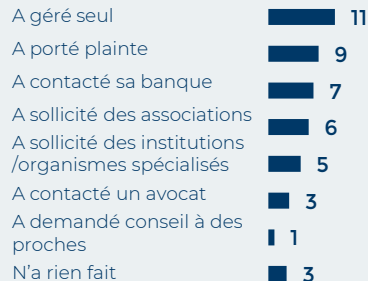 A géré seul 11
A porté plainte 9
A contacté sa banque 7
A sollicité des associations 6
A sollicité des institutions
/organismes spécialisés 5
A contacté un avocat 3
A demandé conseil à des
proches 1
N'a rien fait 3